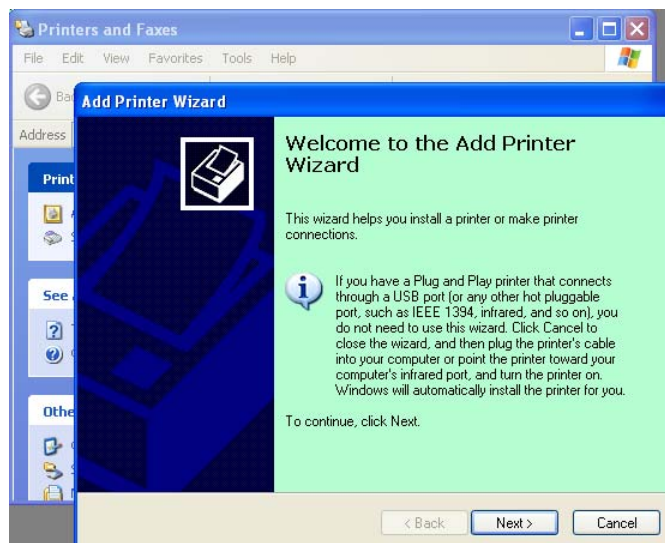 Printers and Faxes
File Edit View Favorites Tools Help
Address
Add Printer Wizard
Welcome to the Add Printer
Wizard
This wizard helps you install a printer or make printer
connections.
If you have a Plug and Play printer that connects
through a USB port (or any other hot pluggable
port, such as IEEE 1394, infrared, and so on), you
do not need to use this wizard. Click Cancel to
close the wizard, and then plug the printer's cable
into your computer or point the printer toward your
computer's infrared port, and turn the printer on.
Windows will automatically install the printer for you.
To continue, click Next.
< Back Next > Cancel
Print
See
Othe